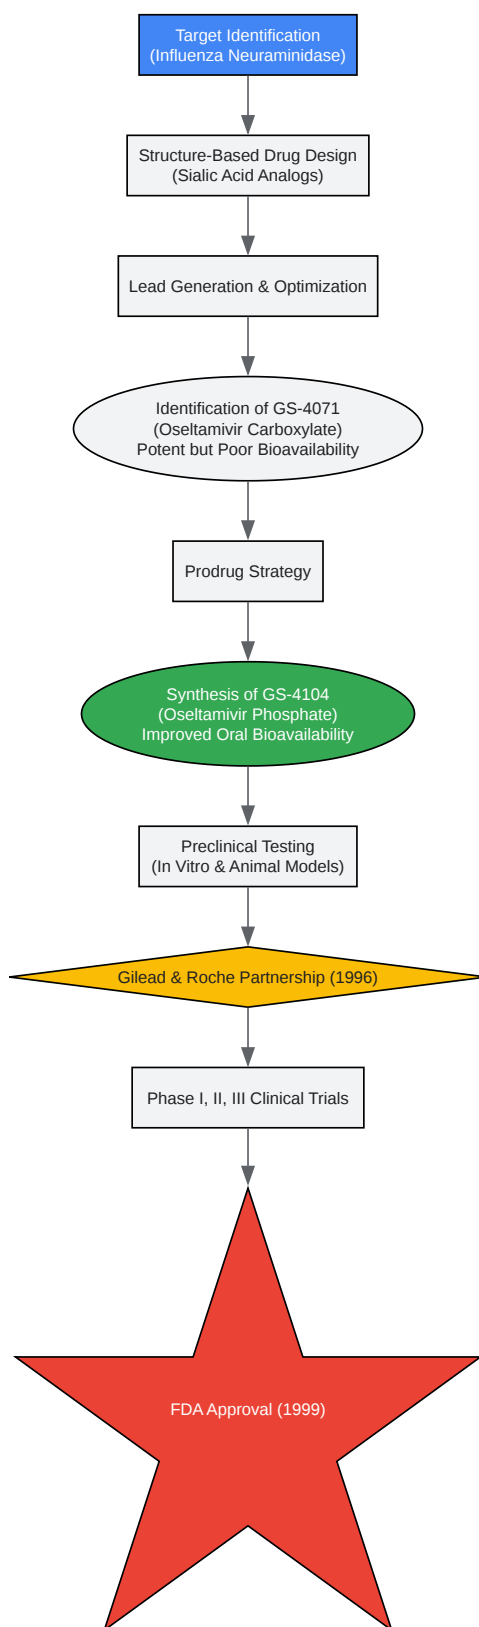 Target Identification
(Influenza Neuraminidase)
Structure-Based Drug Design
(Sialic Acid Analogs)
Lead Generation & Optimization
Identification of GS-4071
(Oseltamivir Carboxylate)
Potent but Poor Bioavailability
Prodrug Strategy
Synthesis of GS-4104
(Oseltamivir Phosphate)
Improved Oral Bioavailability
Preclinical Testing
(In Vitro & Animal Models)
Gilead & Roche Partnership (1996)
Phase I, II, III Clinical Trials
FDA Approval (1999)